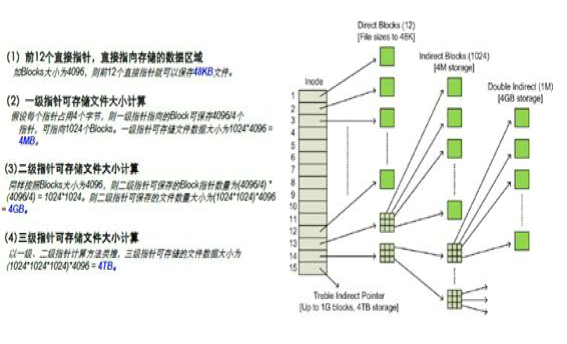 (1) 前12个直接指针，直接指向存储的数据区域
如Blocks大小为4096，则前12个直接指针就可以保存48KB文件。
(2) 一级指针可存储文件大小计算
假设每个指针占用4个字节，则一级指针指向的Block可保存4096/4个
指针，可指向1024个Blocks。一级指针可存储文件数据大小为1024*4096 =
4MB。
(3)二级指针可存储文件大小计算
同样按照Blocks大小为4096，则二级指针可保存的Block指针数量为(4096/4) *
(4096/4) = 1024*1024。则二级指针可保存的文件数量大小为(1024*1024)*4096
= 4GB。
(4)三级指针可存储文件大小计算
以一级、二级指针计算方法类推，三级指针可存储的文件数据大小为
(1024*1024*1024)*4096 = 4TB。
Direct Blocks (12)
[File sizes to 48K]
Indirect Blocks (1024)
[4M storage]
Double Indirect (1M)
[4GB storage]
Inode
1
2
3
4
5
6
7
8
9
10
11
12
13
14
15
Treble Indirect Pointer
[Up to 1G blocks, 4TB storage]